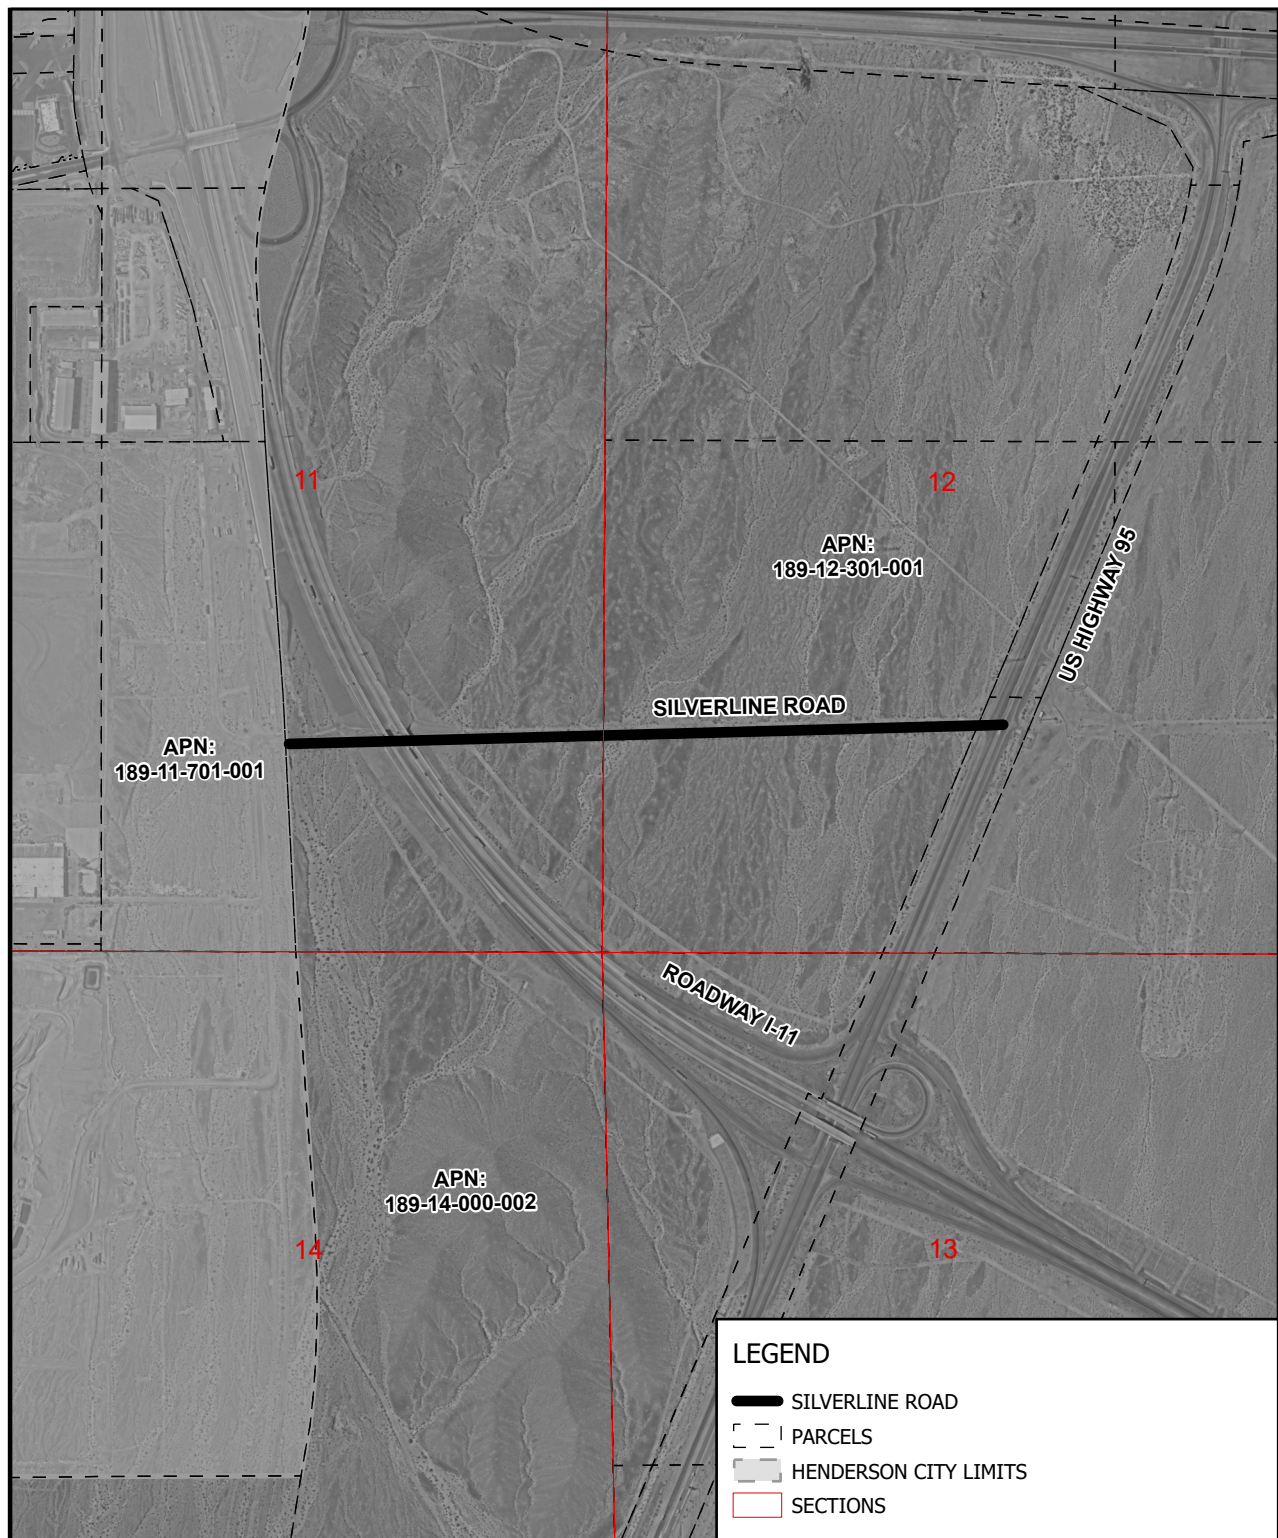 11
12
APN:
189-12-301-001
US HIGHWAY 95
SILVERLINE ROAD
APN:
189-11-701-001
ROADWAY I-11
APN:
189-14-000-002
14
13
LEGEND
SILVERLINE ROAD
PARCELS
HENDERSON CITY LIMITS
SECTIONS